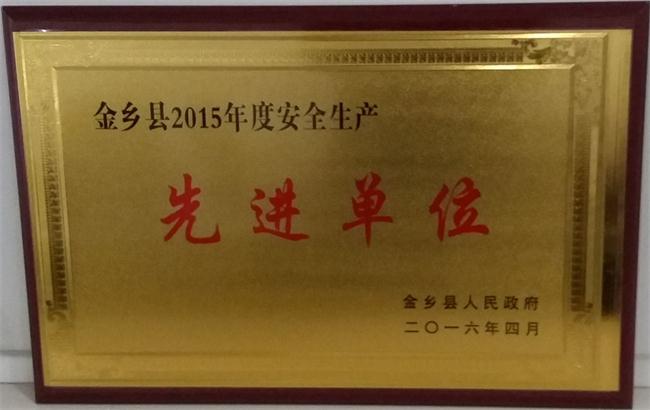 金乡县2015年度安全生产
先进单位
金乡县人民政府
二〇一六年四月